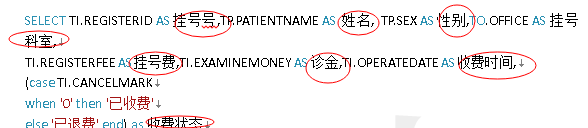 SELECT TI.REGISTERID AS 挂号号,TP.PATIENTNAME AS 姓名, TP.SEX AS 性别,TO.OFFICE AS 挂号
科室,↓
TI.REGISTERFEE AS 挂号费,TI.EXAMINEMONEY AS 诊金,TI.OPERATEDATE AS 收费时间,↓
(case TI.CANCELMARK↓
when '0' then '已收费'↓
else '已退费' end) as 收费状态↓